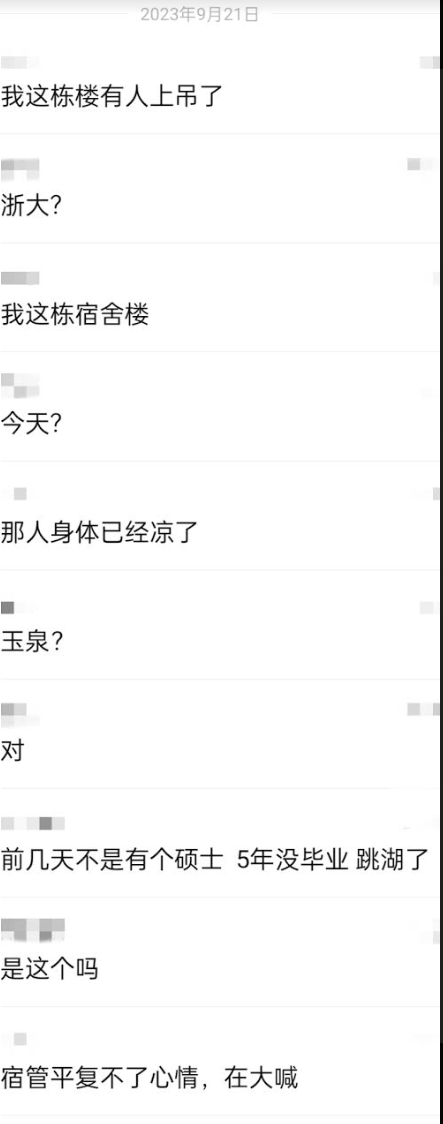 2023年9月21日
我这栋楼有人上吊了
浙大？
我这栋宿舍楼
今天？
那人身体已经凉了
玉泉？
对
前几天不是有个硕士 5年没毕业 跳湖了
是这个吗
宿管平复不了心情，在大喊